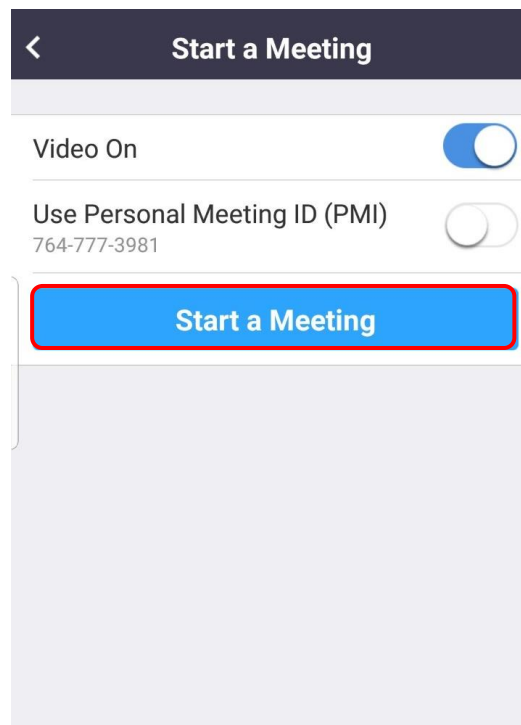 Start a Meeting
Video On
Use Personal Meeting ID (PMI)
764-777-3981
Start a Meeting